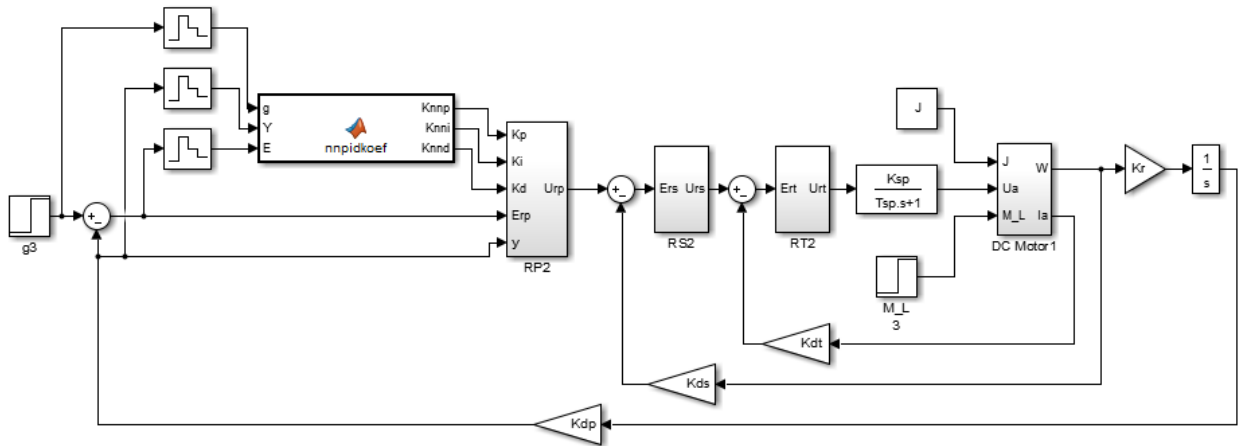 g3
+
-
g
Y
E
Knnp
Knni
Knnd
nnpidkoef
Kp
Ki
Kd
Erp
y
Urp
RP2
+
-
Ers
Urs
RS2
+
-
Ert
Urt
RT2
Ksp
Tsp.s+1
J
M_L
3
J
Ua
M_L
W
Ia
DC Motor1
Kr
1
s
Kdt
Kds
Kdp